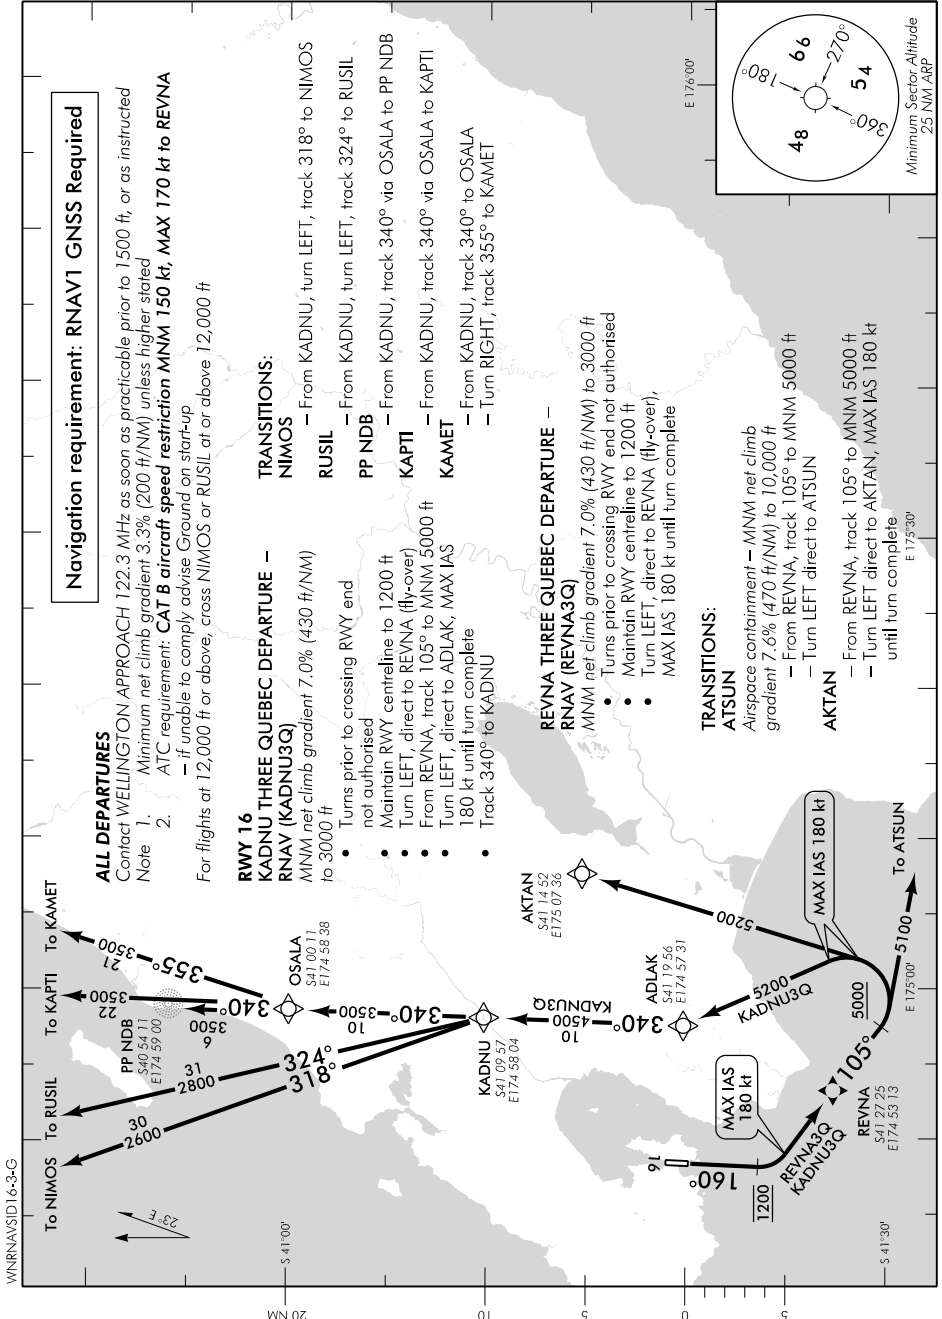 WNRNAVSID16-3-G
Navigation requirement: RNAV1 GNSS Required
ALL DEPARTURES
Contact WELLINGTON APPROACH 122.3 MHz as soon as practicable prior to 1500 ft, or as instructed
Note 1. Minimum net climb gradient 3.3% (200 ft/NM) unless higher stated
2. ATC requirement: CAT B aircraft speed restriction MNM 150 kt, MAX 170 kt to REVNA
– if unable to comply advise Ground on start-up
For flights at 12,000 ft or above, cross NIMOS or RUSIL at or above 12,000 ft
RWY 16
KADNU THREE QUEBEC DEPARTURE –
RNAV (KADNU3Q)
MNM net climb gradient 7.0% (430 ft/NM)
to 3000 ft
• Turns prior to crossing RWY end
not authorised
• Maintain RWY centreline to 1200 ft
• Turn LEFT, direct to REVNA (fly-over)
• From REVNA, track 105° to MNM 5000 ft
• Turn LEFT, direct to ADLAK, MAX IAS
180 kt until turn complete
• Track 340° to KADNU
TRANSITIONS:
NIMOS
– From KADNU, turn LEFT, track 318° to NIMOS
RUSIL
– From KADNU, turn LEFT, track 324° to RUSIL
PP NDB
– From KADNU, track 340° via OSALA to PP NDB
KAPTI
– From KADNU, track 340° via OSALA to KAPTI
KAMET
– From KADNU, track 340° to OSALA
– Turn RIGHT, track 355° to KAMET
REVNA THREE QUEBEC DEPARTURE –
RNAV (REVNA3Q)
MNM net climb gradient 7.0% (430 ft/NM) to 3000 ft
• Turns prior to crossing RWY end not authorised
• Maintain RWY centreline to 1200 ft
• Turn LEFT, direct to REVNA (fly-over),
MAX IAS 180 kt until turn complete
TRANSITIONS:
ATSUN
Airspace containment – MNM net climb
gradient 7.6% (470 ft/NM) to 10,000 ft
– From REVNA, track 105° to MNM 5000 ft
– Turn LEFT direct to ATSUN
AKTAN
– From REVNA, track 105° to MNM 5000 ft
– Turn LEFT direct to AKTAN, MAX IAS 180 kt
until turn complete
To NIMOS
To RUSIL
To KAPTI
To KAMET
30
2600
31
2800
22
3500
21
3500
318°
324°
340°
355°
6
3500
PP NDB
S40 54 11
E174 59 00
OSALA
S41 00 11
E174 58 38
10
3500
340°
KADNU
S41 09 57
E174 58 04
10
4500
KADNU3Q
340°
ADLAK
S41 19 56
E174 57 31
AKTAN
S41 14 52
E175 07 36
5200
KADNU3Q
5200
5000
5100
To ATSUN
MAX IAS 180 kt
MAX IAS
180 kt
16
160°
1200
REVNA3Q
KADNU3Q
105°
REVNA
S41 27 25
E174 53 13
23° E
S 41°00'
S 41°30'
E 175°00'
E 175°30'
E 176°00'
20 NM
10
5
0
5
180°
270°
360°
48
66
54
Minimum Sector Altitude
25 NM ARP